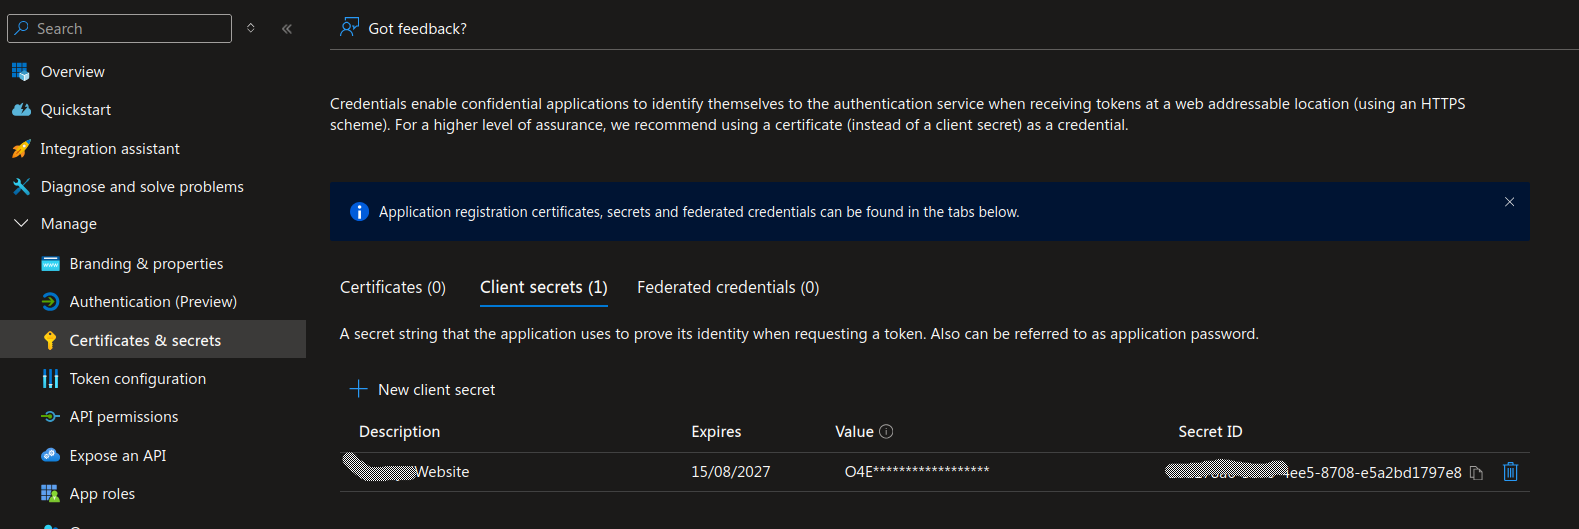 Search
Overview
Quickstart
Integration assistant
Diagnose and solve problems
Manage
Branding & properties
Authentication (Preview)
Certificates & secrets
Token configuration
API permissions
Expose an API
App roles
Got feedback?
Credentials enable confidential applications to identify themselves to the authentication service when receiving tokens at a web addressable location (using an HTTPS
scheme). For a higher level of assurance, we recommend using a certificate (instead of a client secret) as a credential.
Application registration certificates, secrets and federated credentials can be found in the tabs below.
Certificates (0) Client secrets (1) Federated credentials (0)
A secret string that the application uses to prove its identity when requesting a token. Also can be referred to as application password.
New client secret
Description Expires Value Secret ID
Website 15/08/2027 O4E****************** 4ee5-8708-e5a2bd1797e8